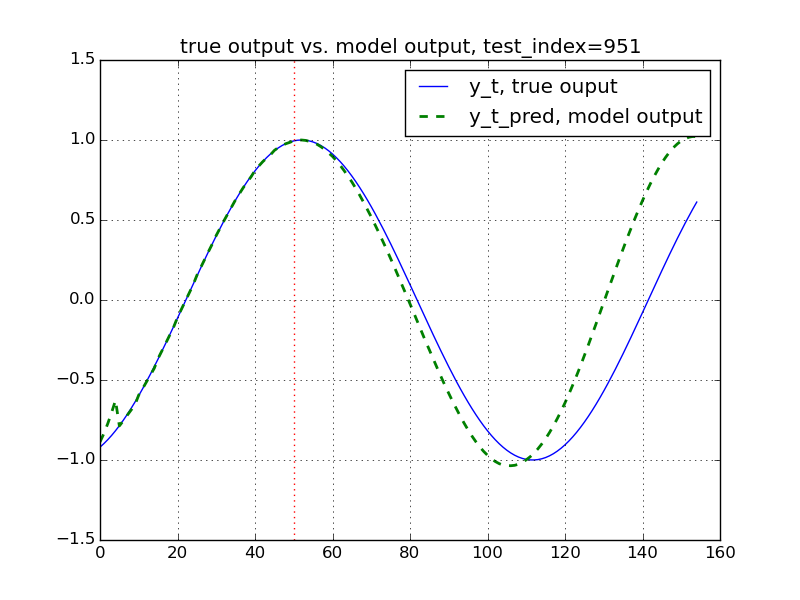 true output vs. model output, test_index=951
y_t, true ouput
y_t_pred, model output
1.5
1.0
0.5
0.0
−0.5
−1.0
−1.5
0 20 40 60 80 100 120 140 160